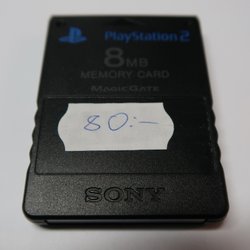 PlayStation 2
8MB
MEMORY CARD
MAGICGATE
80:-
SONY